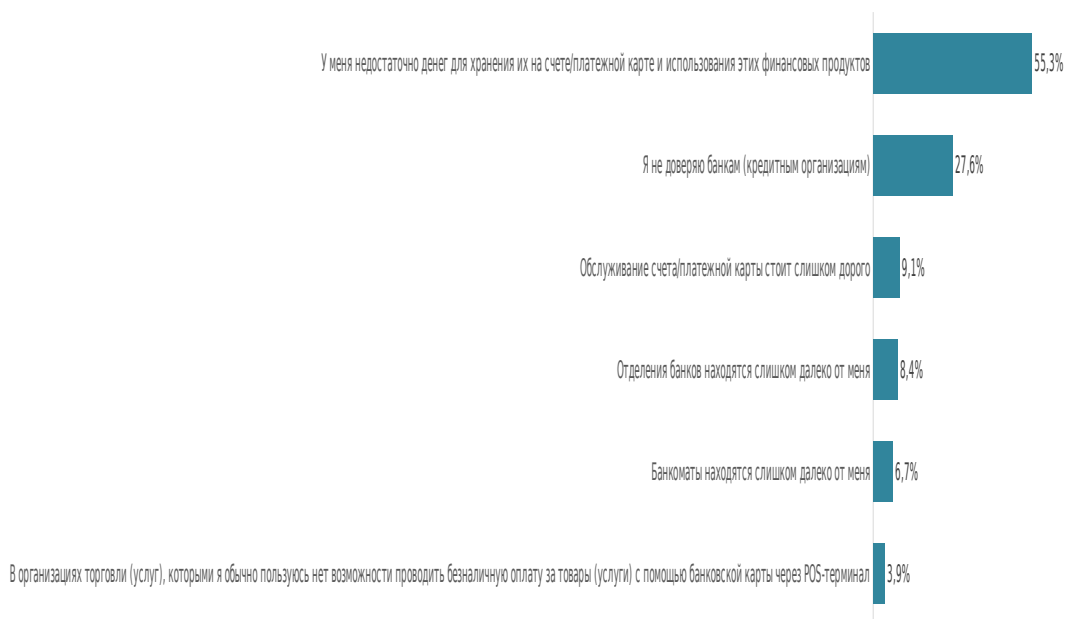 У меня недостаточно денег для хранения их на счете/платежной карте и использования этих финансовых продуктов 55,3%
Я не доверяю банкам (кредитным организациям) 27,6%
Обслуживание счета/платежной карты стоит слишком дорого 9,1%
Отделения банков находятся слишком далеко от меня 8,4%
Банкоматы находятся слишком далеко от меня 6,7%
В организациях торговли (услуг), которыми я обычно пользуюсь нет возможности проводить безналичную оплату за товары (услуги) с помощью банковской карты через POS-терминал 3,9%